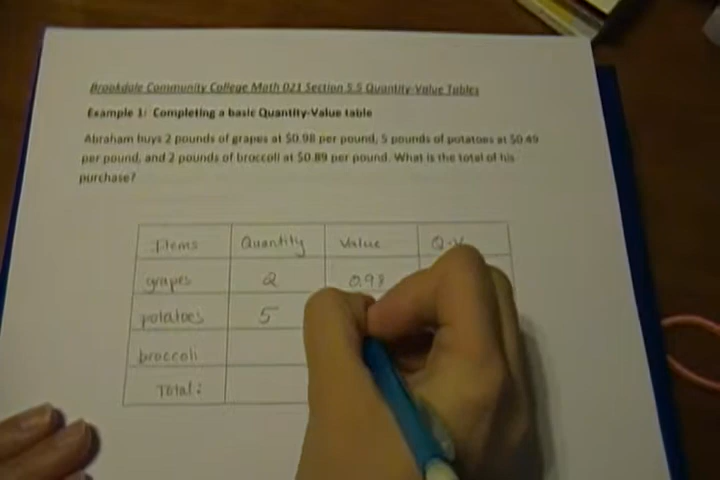 Brookdale Community College Math 021 Section 5.5 Quantity-Value Tables
Example 1: Completing a basic Quantity-Value table
Abraham buys 2 pounds of grapes at $0.98 per pound, 5 pounds of potatoes at $0.49
per pound, and 2 pounds of broccoli at $0.89 per pound. What is the total of his
purchase?
Items Quantity Value Q·V
grapes 2 0.98
potatoes 5
broccoli
Total: